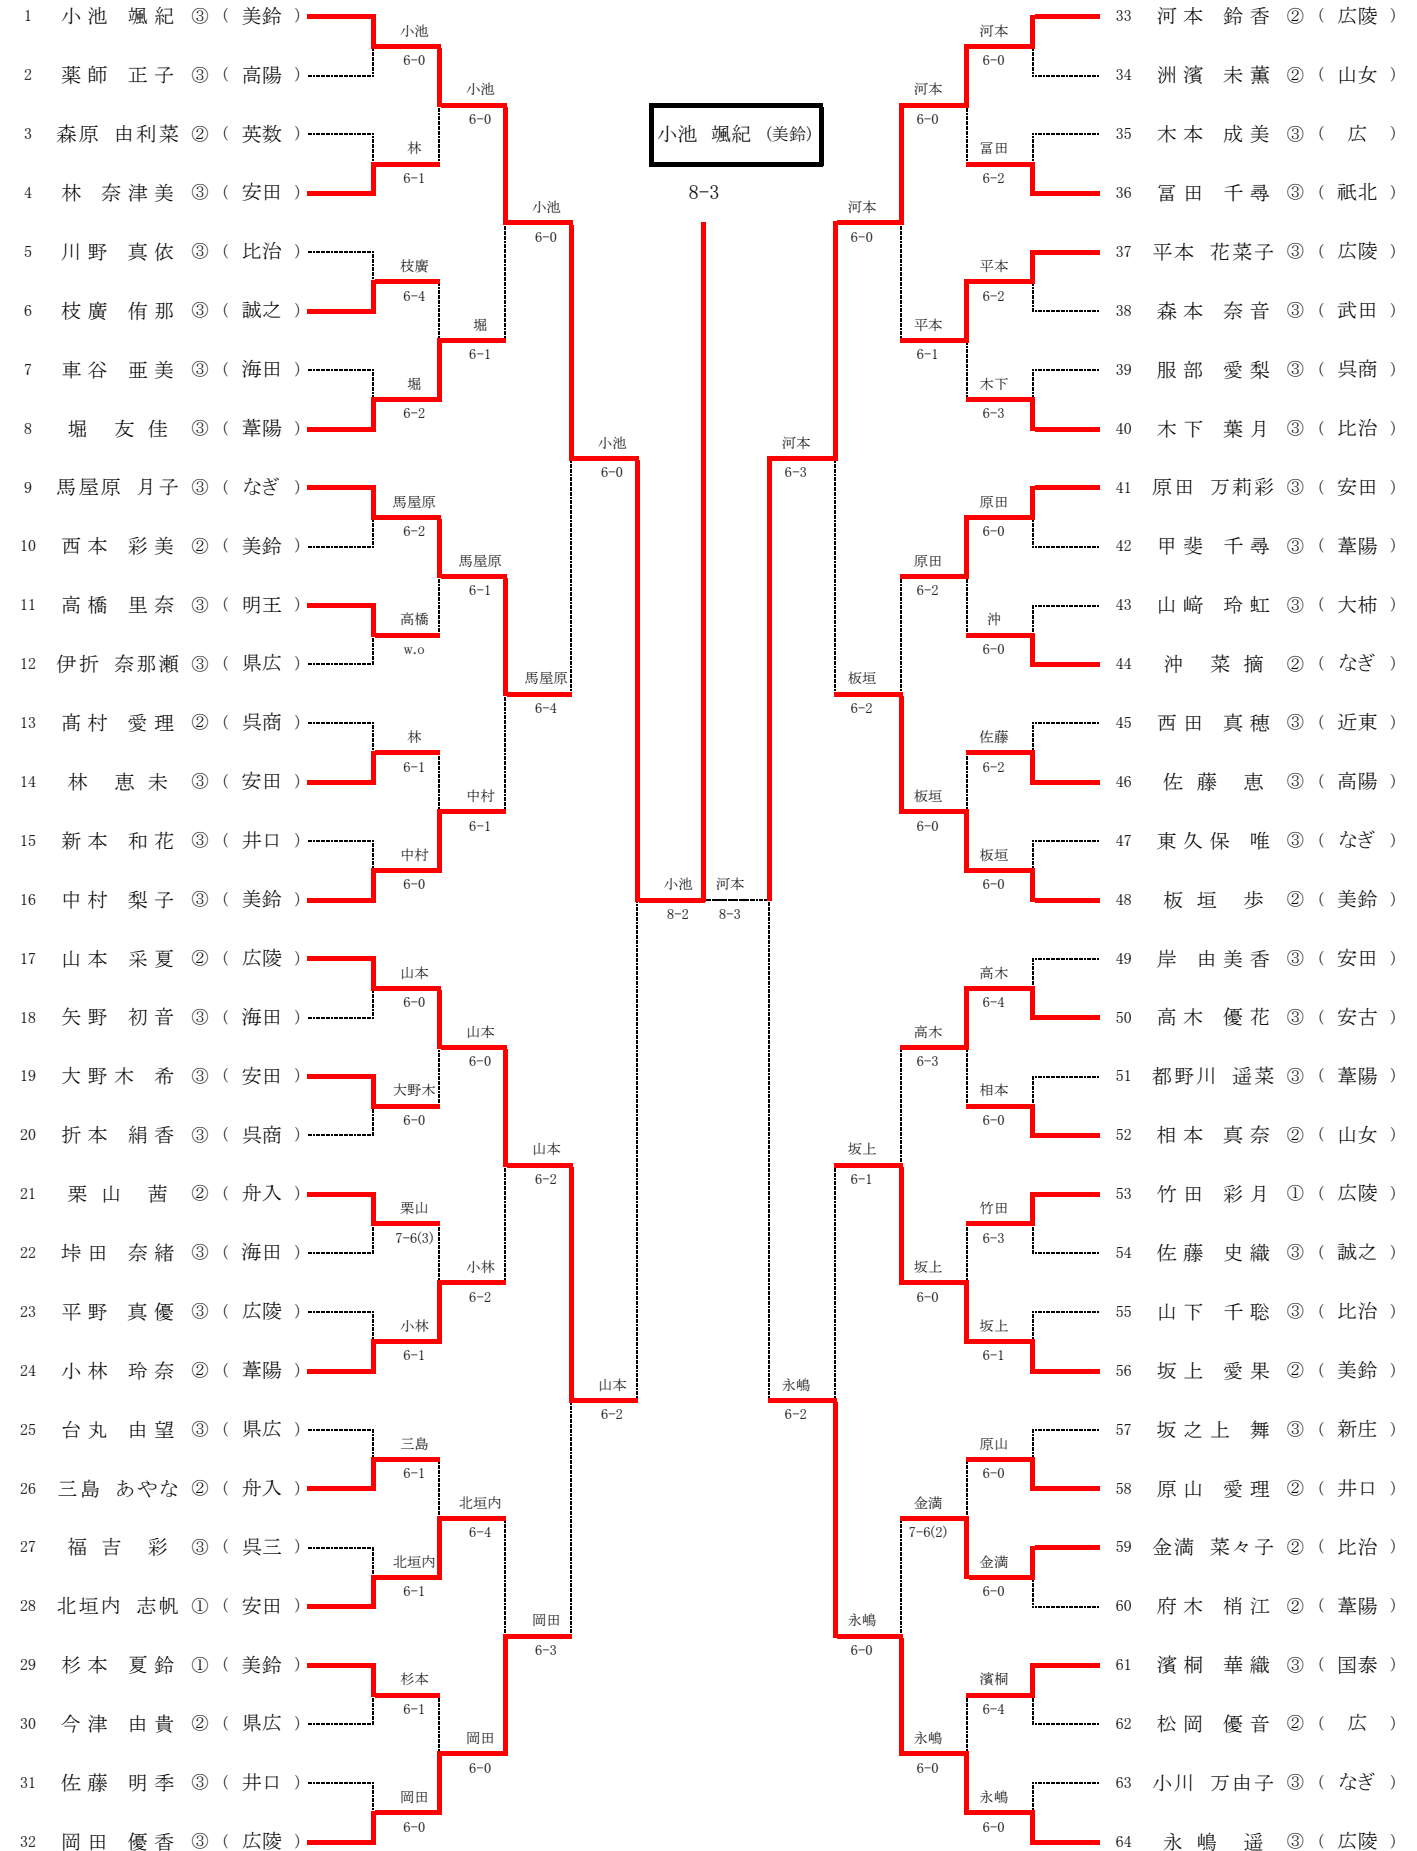 1 小池 颯紀 ③ ( 美鈴 )
2 薬師 正子 ③ ( 高陽 )
3 森原 由利菜 ② ( 英数 )
4 林 奈津美 ③ ( 安田 )
5 川野 真依 ③ ( 比治 )
6 枝廣 侑那 ③ ( 誠之 )
7 車谷 亜美 ③ ( 海田 )
8 堀 友佳 ③ ( 葦陽 )
9 馬屋原 月子 ③ ( なぎ )
10 西本 彩美 ② ( 美鈴 )
11 高橋 里奈 ③ ( 明王 )
12 伊折 奈那瀬 ③ ( 県広 )
13 髙村 愛理 ② ( 呉商 )
14 林 恵未 ③ ( 安田 )
15 新本 和花 ③ ( 井口 )
16 中村 梨子 ③ ( 美鈴 )
17 山本 采夏 ② ( 広陵 )
18 矢野 初音 ③ ( 海田 )
19 大野木 希 ③ ( 安田 )
20 折本 絹香 ③ ( 呉商 )
21 栗山 茜 ② ( 舟入 )
22 垰田 奈緒 ③ ( 海田 )
23 平野 真優 ③ ( 広陵 )
24 小林 玲奈 ② ( 葦陽 )
25 台丸 由望 ③ ( 県広 )
26 三島 あやな ② ( 舟入 )
27 福吉 彩 ③ ( 呉三 )
28 北垣内 志帆 ① ( 安田 )
29 杉本 夏鈴 ① ( 美鈴 )
30 今津 由貴 ② ( 県広 )
31 佐藤 明季 ③ ( 井口 )
32 岡田 優香 ③ ( 広陵 )
小池
6-0
林
6-1
枝廣
6-4
堀
6-2
馬屋原
6-2
高橋
w.o
林
6-1
中村
6-0
山本
6-0
大野木
6-0
栗山
7-6(3)
小林
6-1
三島
6-1
北垣内
6-1
杉本
6-1
岡田
6-0
小池
6-0
堀
6-1
馬屋原
6-1
中村
6-1
山本
6-0
小林
6-2
北垣内
6-4
岡田
6-0
小池
6-0
馬屋原
6-4
山本
6-2
岡田
6-3
小池
6-0
山本
6-2
小池 颯紀 (美鈴)
8-3
小池
8-2
河本
8-3
河本
6-3
永嶋
6-2
河本
6-0
板垣
6-2
坂上
6-1
永嶋
6-0
河本
6-0
平本
6-1
原田
6-2
板垣
6-0
高木
6-3
坂上
6-0
金満
7-6(2)
永嶋
6-0
河本
6-0
冨田
6-2
平本
6-2
木下
6-3
原田
6-0
沖
6-0
佐藤
6-2
板垣
6-0
高木
6-4
相本
6-0
竹田
6-3
坂上
6-1
原山
6-0
金満
6-0
濱桐
6-4
永嶋
6-0
33 河本 鈴香 ② ( 広陵 )
34 洲濱 未薫 ② ( 山女 )
35 木本 成美 ③ ( 広 )
36 冨田 千尋 ③ ( 祇北 )
37 平本 花菜子 ③ ( 広陵 )
38 森本 奈音 ③ ( 武田 )
39 服部 愛梨 ③ ( 呉商 )
40 木下 葉月 ③ ( 比治 )
41 原田 万莉彩 ③ ( 安田 )
42 甲斐 千尋 ③ ( 葦陽 )
43 山﨑 玲虹 ③ ( 大柿 )
44 沖 菜摘 ② ( なぎ )
45 西田 真穂 ③ ( 近東 )
46 佐藤 恵 ③ ( 高陽 )
47 東久保 唯 ③ ( なぎ )
48 板垣 歩 ② ( 美鈴 )
49 岸 由美香 ③ ( 安田 )
50 高木 優花 ③ ( 安古 )
51 都野川 遥菜 ③ ( 葦陽 )
52 相本 真奈 ② ( 山女 )
53 竹田 彩月 ① ( 広陵 )
54 佐藤 史織 ③ ( 誠之 )
55 山下 千聡 ③ ( 比治 )
56 坂上 愛果 ② ( 美鈴 )
57 坂之上 舞 ③ ( 新庄 )
58 原山 愛理 ② ( 井口 )
59 金満 菜々子 ② ( 比治 )
60 府木 梢江 ② ( 葦陽 )
61 濱桐 華織 ③ ( 国泰 )
62 松岡 優音 ② ( 広 )
63 小川 万由子 ③ ( なぎ )
64 永嶋 遥 ③ ( 広陵 )